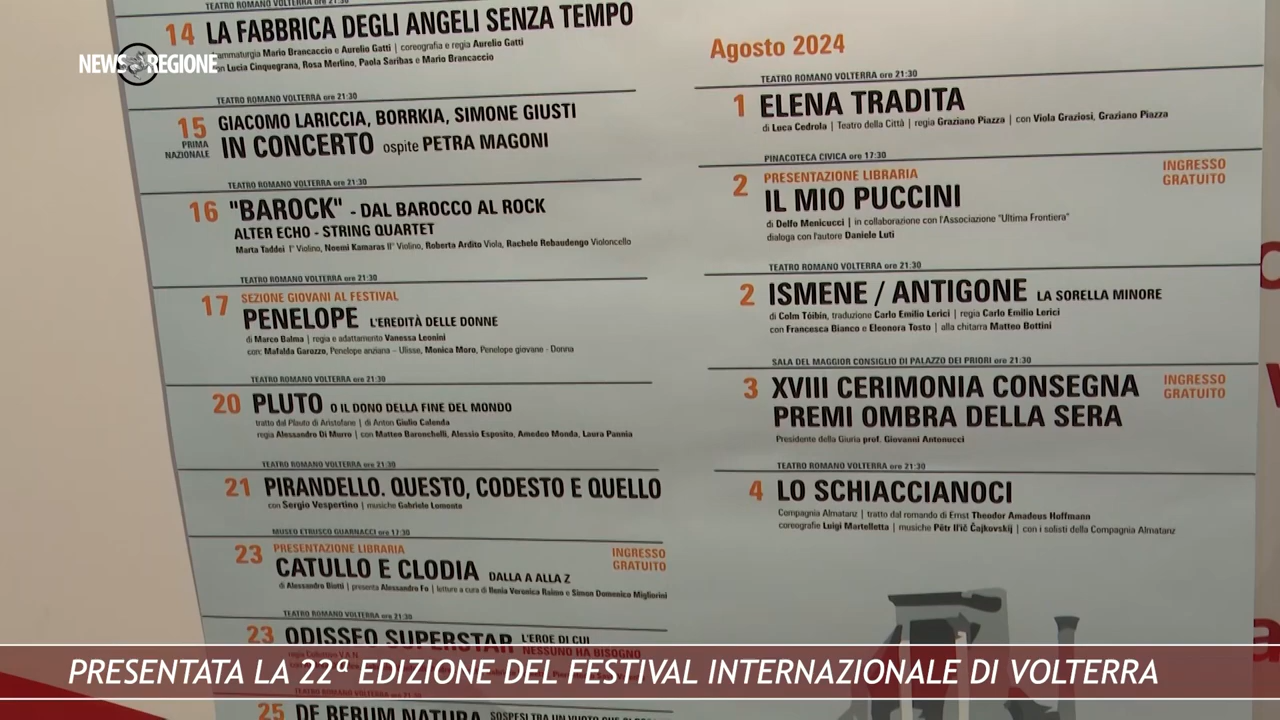 TEATRO ROMANO VOLTERRA ore 21:30
14 LA FABBRICA DEGLI ANGELI SENZA TEMPO
Mario Brancaccio e Aurelio Gatti | coreografia e regia Aurelio Gatti
Lucia Cinquegrana, Rosa Merlino, Paola Saribas e Mario Brancaccio
NEWS REGIONE
TEATRO ROMANO VOLTERRA ore 21:30
15 GIACOMO LARICCIA, BORRKIA, SIMONE GIUSTI
PRIMA NAZIONALE
IN CONCERTO ospite PETRA MAGONI
TEATRO ROMANO VOLTERRA ore 21:30
16 "BAROCK" - DAL BAROCCO AL ROCK
ALTER ECHO - STRING QUARTET
Marta Taddei I° Violino, Noemi Kamaras II° Violino, Roberta Ardito Viola, Rachele Rebaudengo Violoncello
TEATRO ROMANO VOLTERRA ore 21:30
17 SEZIONE GIOVANI AL FESTIVAL
PENELOPE L'EREDITÀ DELLE DONNE
di Marco Balma | regia e adattamento Vanessa Leonini
con: Mafalda Garozzo, Penelope anziana – Ulisse, Monica Moro, Penelope giovane - Donna
TEATRO ROMANO VOLTERRA ore 21:30
20 PLUTO O IL DONO DELLA FINE DEL MONDO
tratto dal Plauto di Aristofane | di Anton Giulio Calenda
regia Alessandro Di Murro | con Matteo Baronchelli, Alessio Esposito, Amedeo Monda, Laura Pannia
TEATRO ROMANO VOLTERRA ore 21:30
21 PIRANDELLO. QUESTO, CODESTO E QUELLO
con Sergio Vespertino | musiche Gabriele Lomonte
MUSEO ETRUSCO GUARNACCI ore 17:30
23 PRESENTAZIONE LIBRARIA
INGRESSO GRATUITO
CATULLO E CLODIA DALLA A ALLA Z
di Alessandro Biotti | presenta Alessandro Fo | letture a cura di Ilenia Veronica Raimo e Simon Domenico Migliorini
TEATRO ROMANO VOLTERRA ore 21:30
23 ODISSEO SUPERSTAR L'EROE DI CUI
NESSUNO HA BISOGNO
25 DE RERUM NATURA
Agosto 2024
TEATRO ROMANO VOLTERRA ore 21:30
1 ELENA TRADITA
di Luca Cedrola | Teatro della Città | regia Graziano Piazza | con Viola Graziosi, Graziano Piazza
PINACOTECA CIVICA ore 17:30
2 PRESENTAZIONE LIBRARIA
INGRESSO GRATUITO
IL MIO PUCCINI
di Delfo Menicucci | in collaborazione con l'Associazione "Ultima Frontiera"
dialoga con l'autore Daniele Luti
TEATRO ROMANO VOLTERRA ore 21:30
2 ISMENE / ANTIGONE LA SORELLA MINORE
di Colm Tóibin, traduzione Carlo Emilio Lerici | regia Carlo Emilio Lerici
con Francesca Bianco e Eleonora Tosto | alla chitarra Matteo Bottini
SALA DEL MAGGIOR CONSIGLIO DI PALAZZO DEI PRIORI ore 21:30
3 XVIII CERIMONIA CONSEGNA
PREMI OMBRA DELLA SERA
INGRESSO GRATUITO
Presidente della Giuria prof. Giovanni Antonucci
TEATRO ROMANO VOLTERRA ore 21:30
4 LO SCHIACCIANOCI
Compagnia Almatanz | tratto dal romando di Ernst Theodor Amadeus Hoffmann
coreografie Luigi Martelletta | musiche Pëtr Il'ič Čajkovskij | con i solisti della Compagnia Almatanz
PRESENTATA LA 22ª EDIZIONE DEL FESTIVAL INTERNAZIONALE DI VOLTERRA